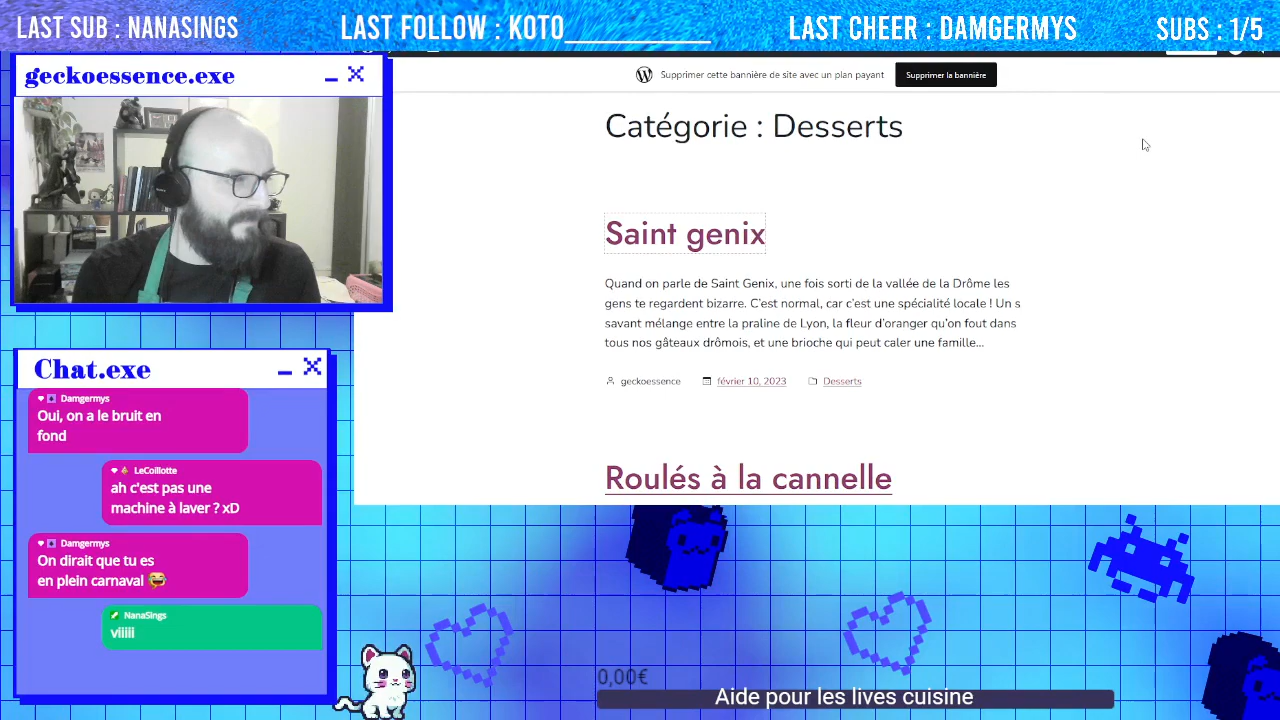 LAST SUB : NANASINGS
LAST FOLLOW : KOTO__________
LAST CHEER : DAMGERMYS
SUBS : 1/5
geckoessence.exe
Supprimer cette bannière de site avec un plan payant
Supprimer la bannière
Catégorie : Desserts
Saint genix
Quand on parle de Saint Genix, une fois sorti de la vallée de la Drôme les
gens te regardent bizarre. C'est normal, car c'est une spécialité locale ! Un s
savant mélange entre la praline de Lyon, la fleur d'oranger qu'on fout dans
tous nos gâteaux drômois, et une brioche qui peut caler une famille…
geckoessence
février 10, 2023
Desserts
Roulés à la cannelle
Chat.exe
Damgermys
Oui, on a le bruit en
fond
LeCoillotte
ah c'est pas une
machine à laver ? xD
Damgermys
On dirait que tu es
en plein carnaval 😂
NanaSings
viiiii
0,00€
Aide pour les lives cuisine